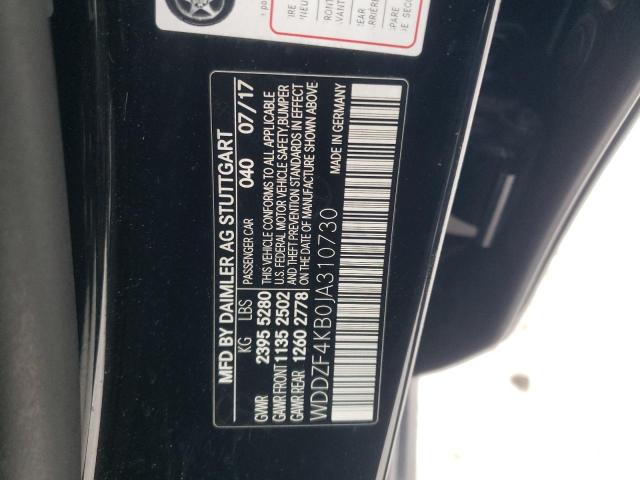 MFD BY DAIMLER AG STUTTGART
KG LBS PASSENGER CAR 040 07/17
GVWR 2395 5280
GAWR FRONT 1135 2502
GAWR REAR 1260 2778
THIS VEHICLE CONFORMS TO ALL APPLICABLE
U.S. FEDERAL MOTOR VEHICLE SAFETY, BUMPER
AND THEFT PREVENTION STANDARDS IN EFFECT
ON THE DATE OF MANUFACTURE SHOWN ABOVE
WDDZF4KB0JA310730 MADE IN GERMANY